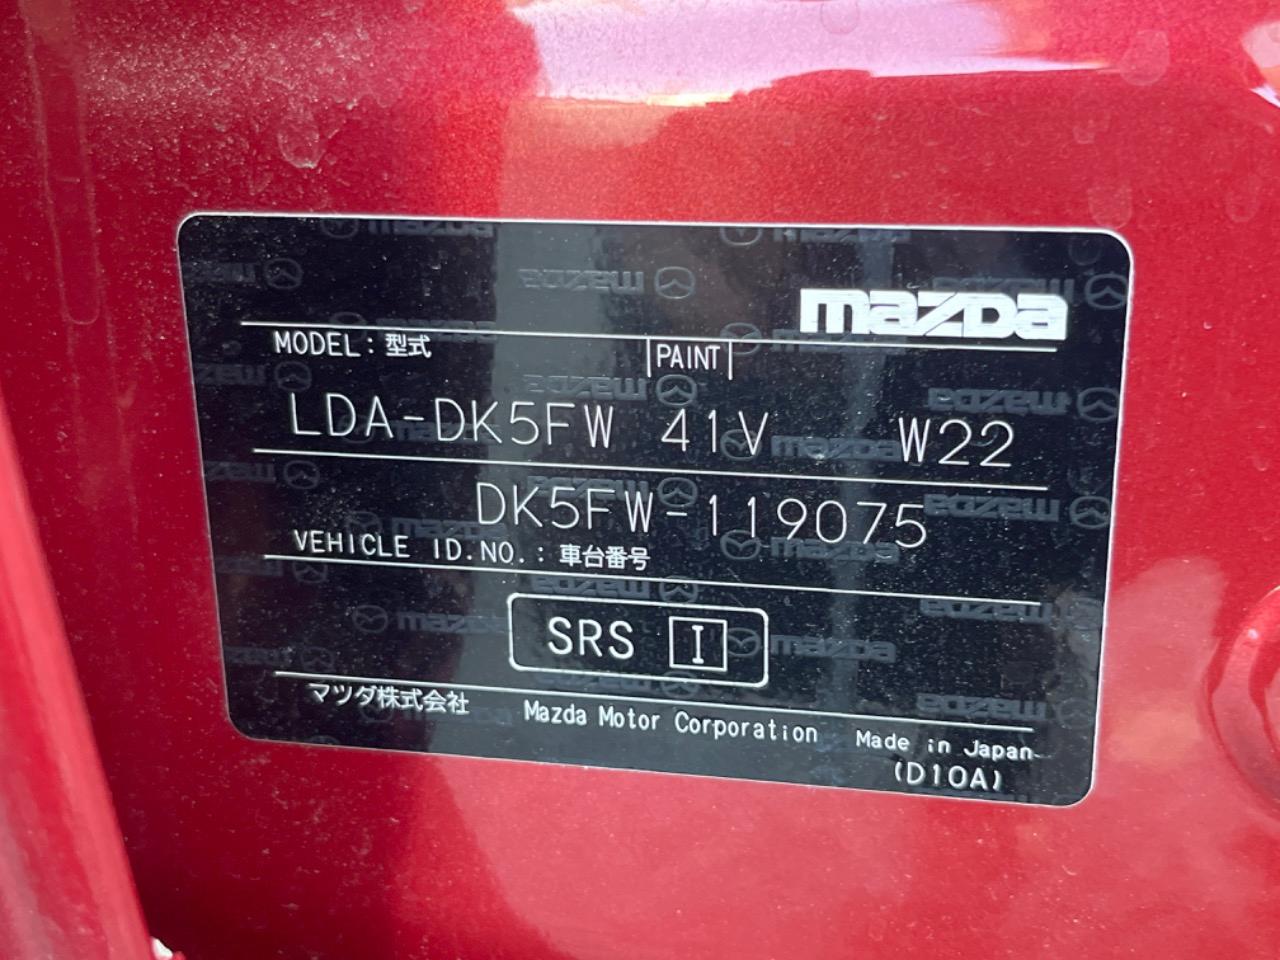 mazda
MODEL : 型式 PAINT
LDA-DK5FW 41V W22
DK5FW-119075
VEHICLE ID.NO. : 車台番号
SRS I
マツダ株式会社 Mazda Motor Corporation Made in Japan
(D10A)